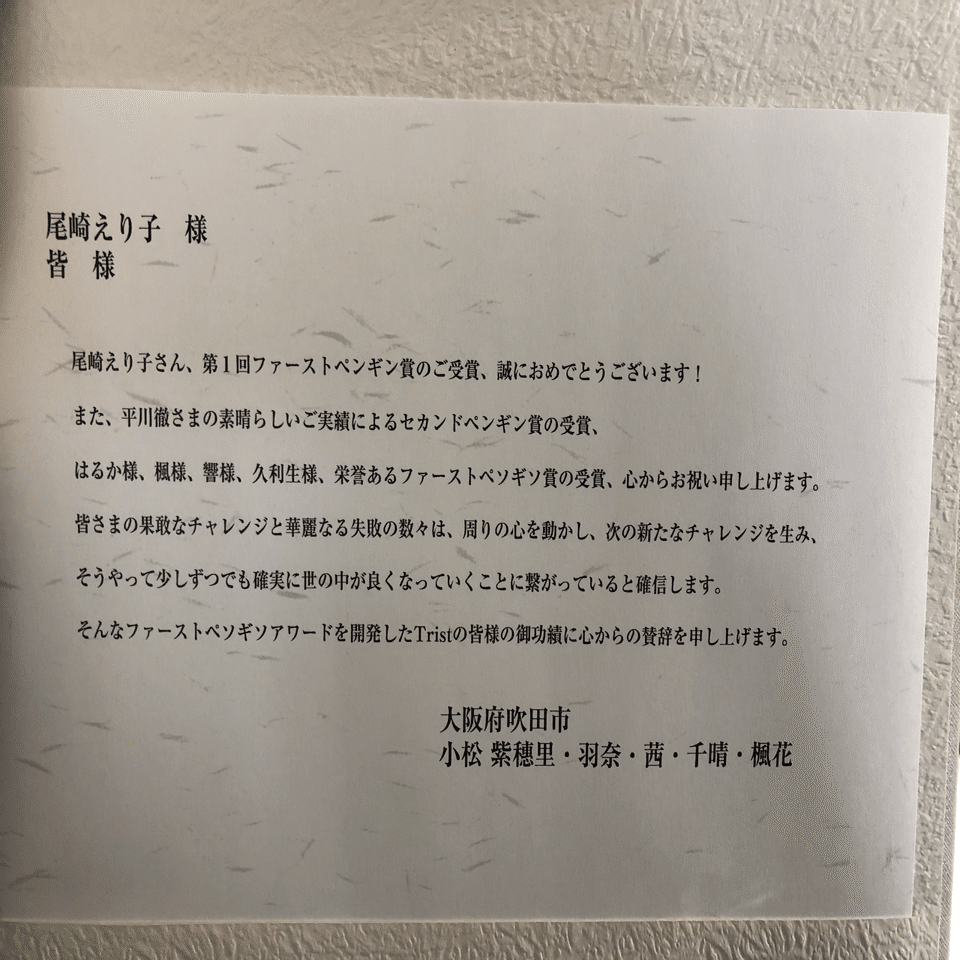 尾崎えり子　様
皆　様
尾崎えり子さん、第１回ファーストペンギン賞のご受賞、誠におめでとうございます！
また、平川徹さまの素晴らしいご実績によるセカンドペンギン賞の受賞、
はるか様、楓様、響様、久利生様、栄誉あるファーストペソギソ賞の受賞、心からお祝い申し上げます。
皆さまの果敢なチャレンジと華麗なる失敗の数々は、周りの心を動かし、次の新たなチャレンジを生み、
そうやって少しずつでも確実に世の中が良くなっていくことに繋がっていると確信します。
そんなファーストペソギソアワードを開発したTristの皆様の御功績に心からの賛辞を申し上げます。
大阪府吹田市
小松 紫穂里・羽奈・茜・千晴・楓花